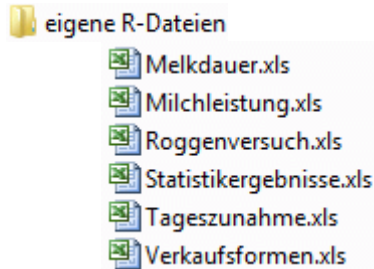 eigene R-Dateien
Melkdauer.xls
Milchleistung.xls
Roggenversuch.xls
Statistikergebnisse.xls
Tageszunahme.xls
Verkaufsformen.xls